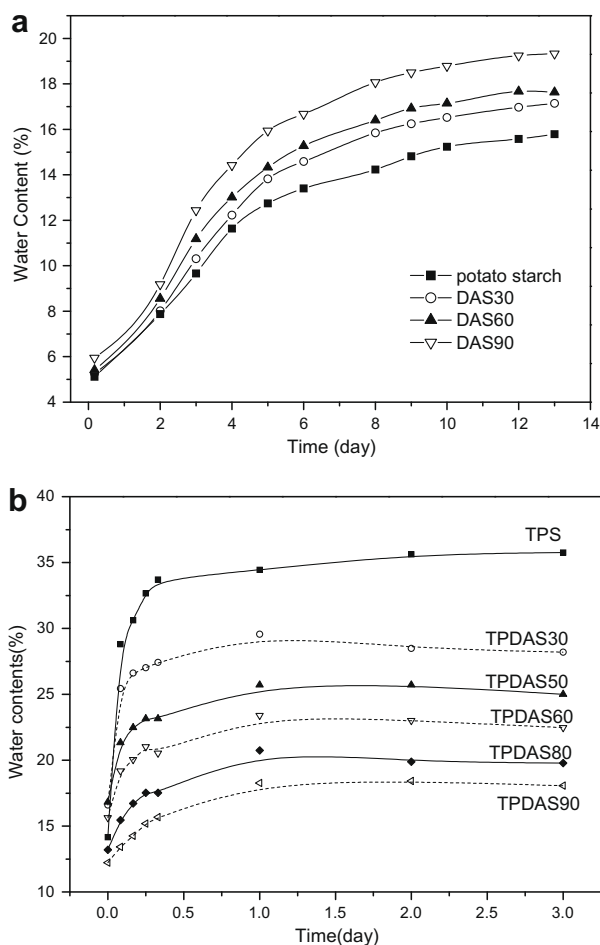 a
20
18
16
14
12
10
8
6
4
Water Content (%)
potato starch
DAS30
DAS60
DAS90
0 2 4 6 8 10 12 14
Time (day)
b
40
35
30
25
20
15
10
Water contents(%)
TPS
TPDAS30
TPDAS50
TPDAS60
TPDAS80
TPDAS90
0.0 0.5 1.0 1.5 2.0 2.5 3.0
Time(day)